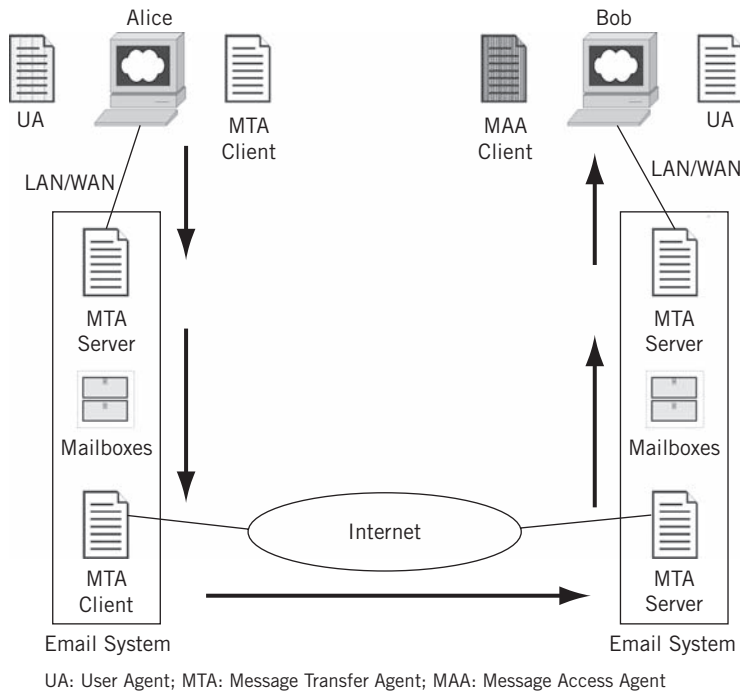 Alice
Bob
UA
MTA
Client
MAA
Client
UA
LAN/WAN
LAN/WAN
MTA
Server
MTA
Server
Mailboxes
Mailboxes
Internet
MTA
Client
MTA
Server
Email System
Email System
UA: User Agent; MTA: Message Transfer Agent; MAA: Message Access Agent